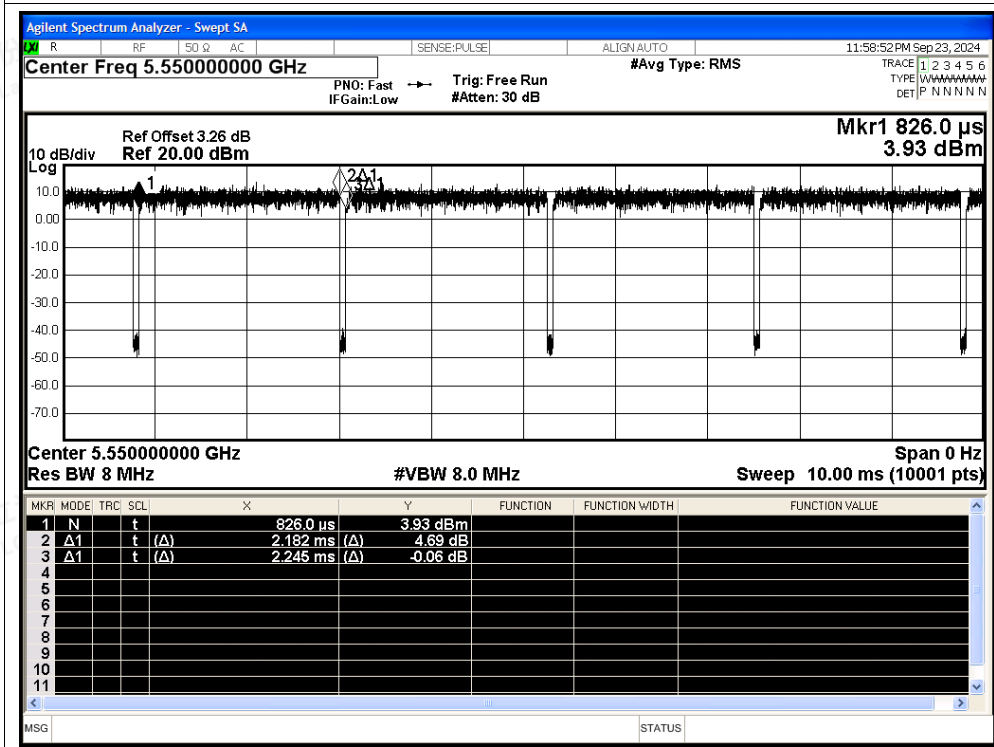 Agilent Spectrum Analyzer - Swept SA
LXI R RF 50 Ω AC SENSE:PULSE ALIGN AUTO 11:58:52 PM Sep 23, 2024
Center Freq 5.550000000 GHz #Avg Type: RMS TRACE 1 2 3 4 5 6
PNO: Fast Trig: Free Run TYPE WWWWWW
IFGain:Low #Atten: 30 dB DET P N N N N N
Mkr1 826.0 µs
Ref Offset 3.26 dB
10 dB/div Ref 20.00 dBm 3.93 dBm
Log
1 2Δ1
3Δ1
10.0
0.00
-10.0
-20.0
-30.0
-40.0
-50.0
-60.0
-70.0
Center 5.550000000 GHz Span 0 Hz
Res BW 8 MHz #VBW 8.0 MHz Sweep 10.00 ms (10001 pts)
MKR MODE TRC SCL X Y FUNCTION FUNCTION WIDTH FUNCTION VALUE
1 N t 826.0 µs 3.93 dBm
2 Δ1 t (Δ) 2.182 ms (Δ) 4.69 dB
3 Δ1 t (Δ) 2.245 ms (Δ) -0.06 dB
4
5
6
7
8
9
10
11
MSG STATUS